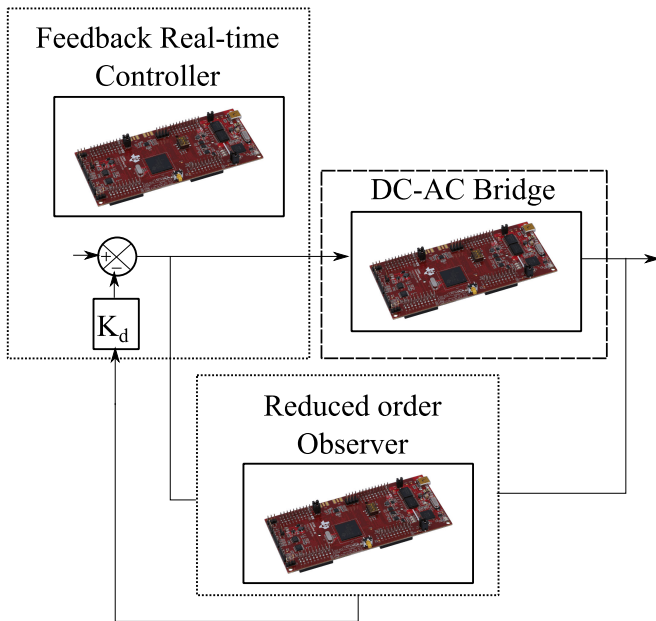 Feedback Real-time
Controller
DC-AC Bridge
+
−
K_d
Reduced order
Observer